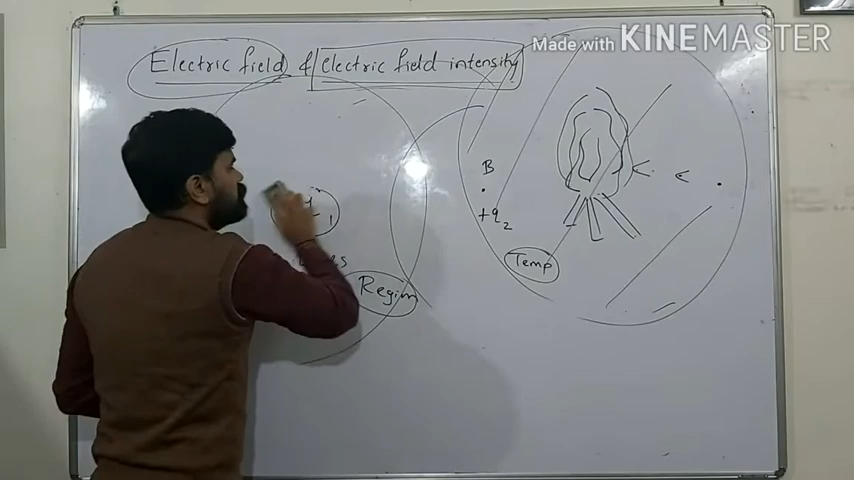 Made with KINEMASTER
Electric field & electric field intensity
B
+q2
Temp
Region